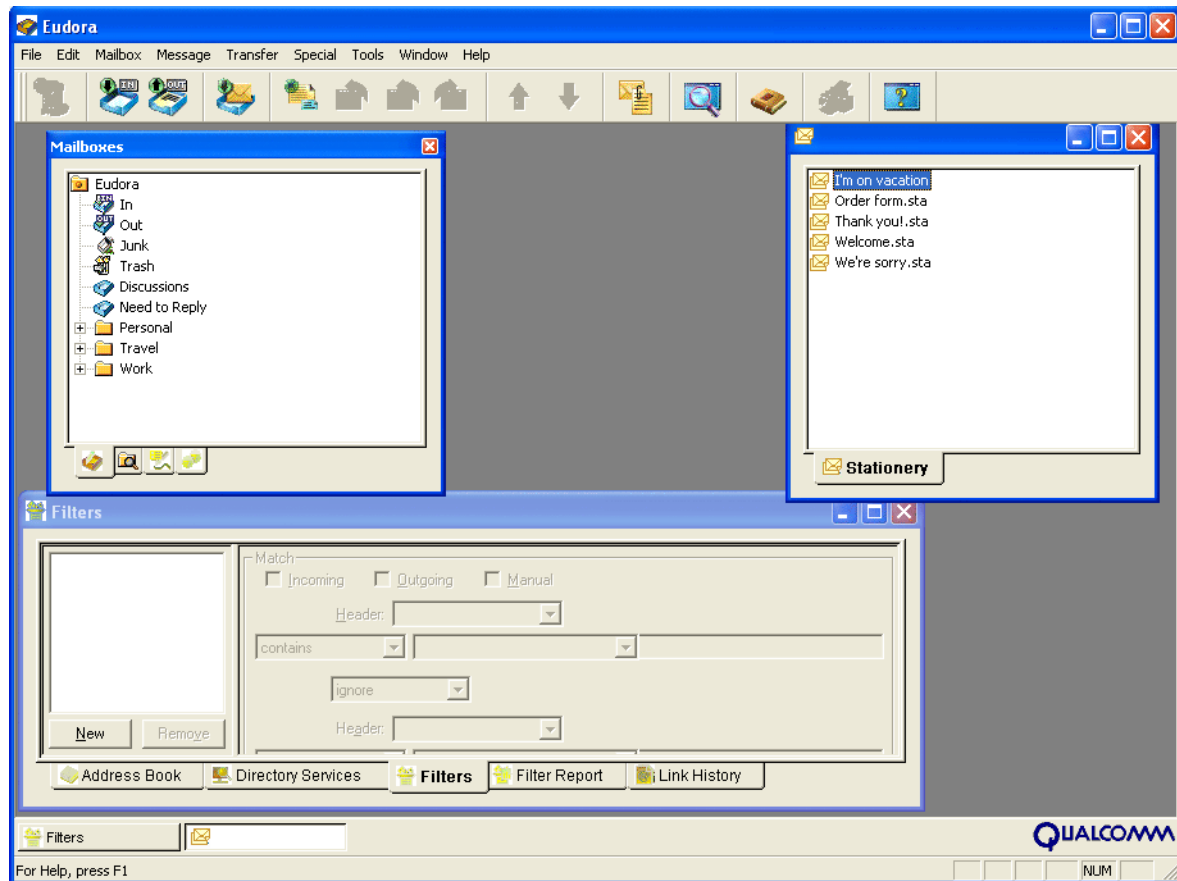 Eudora
File Edit Mailbox Message Transfer Special Tools Window Help
IN OUT
Mailboxes
Eudora
In
Out
Junk
Trash
Discussions
Need to Reply
Personal
Travel
Work
I'm on vacation
Order form.sta
Thank you!.sta
Welcome.sta
We're sorry.sta
Stationery
Filters
Match
Incoming Outgoing Manual
Header:
contains
ignore
Header:
New Remove
Address Book Directory Services Filters Filter Report Link History
Filters
QUALCOMM
For Help, press F1 NUM